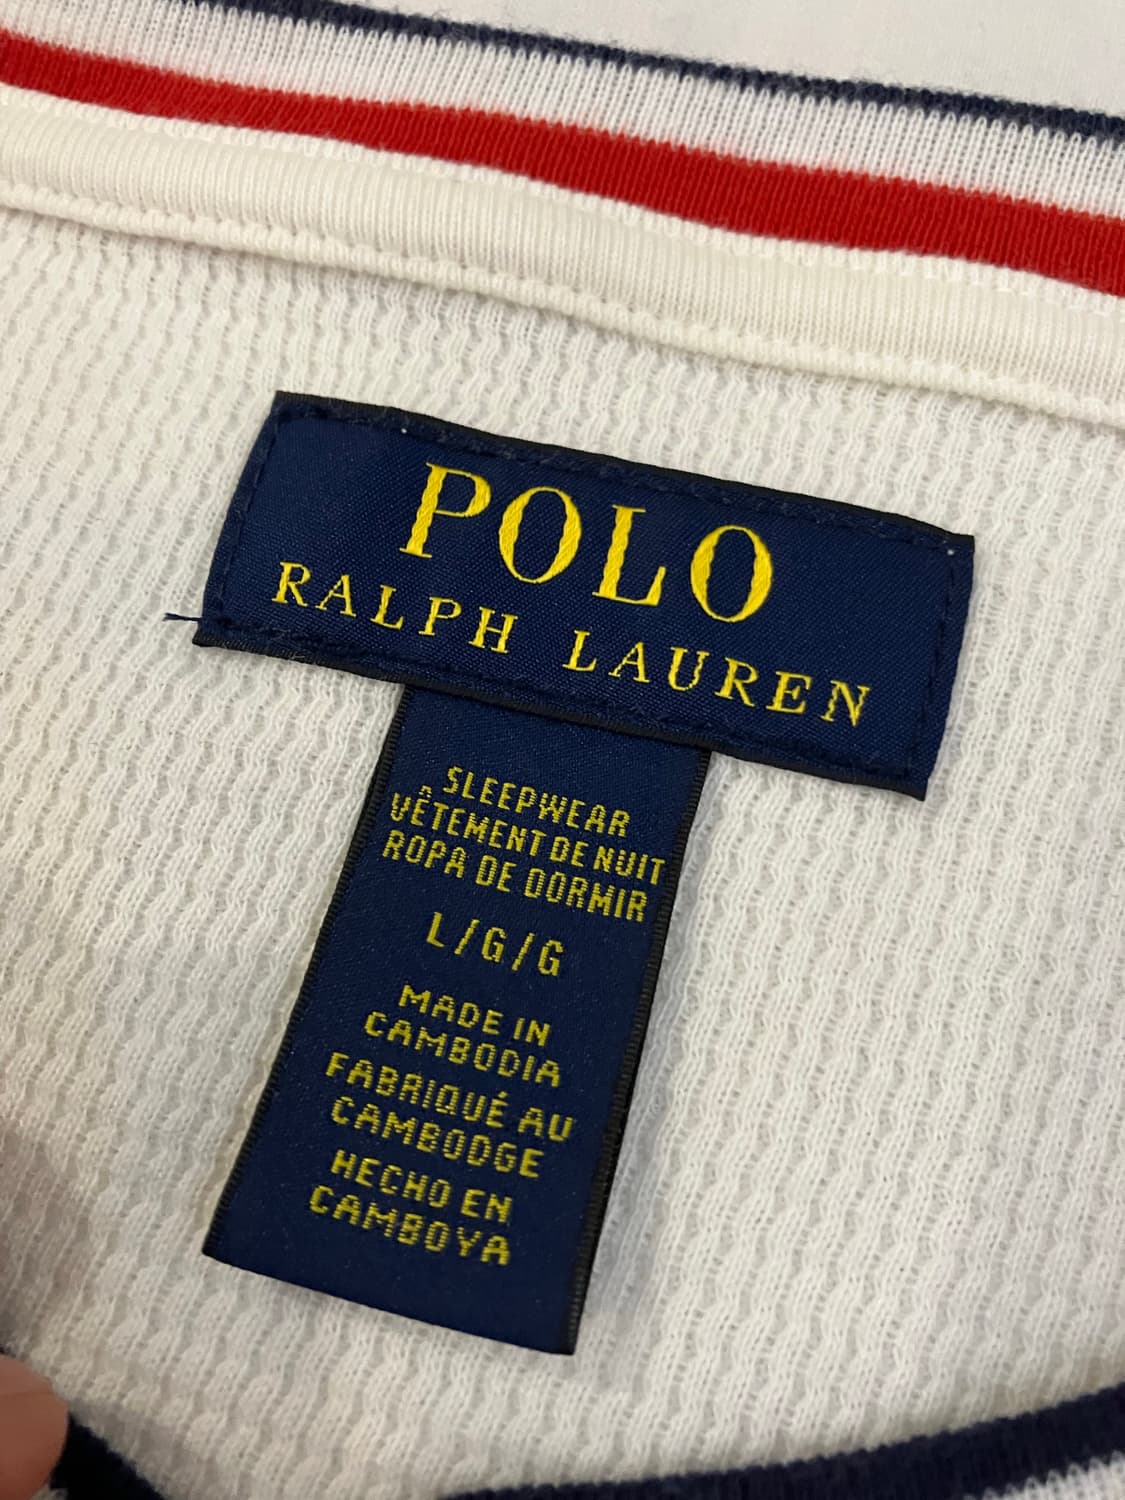 POLO
RALPH LAUREN
SLEEPWEAR
VÊTEMENT DE NUIT
ROPA DE DORMIR
L/G/G
MADE IN
CAMBODIA
FABRIQUÉ AU
CAMBODGE
HECHO EN
CAMBOYA